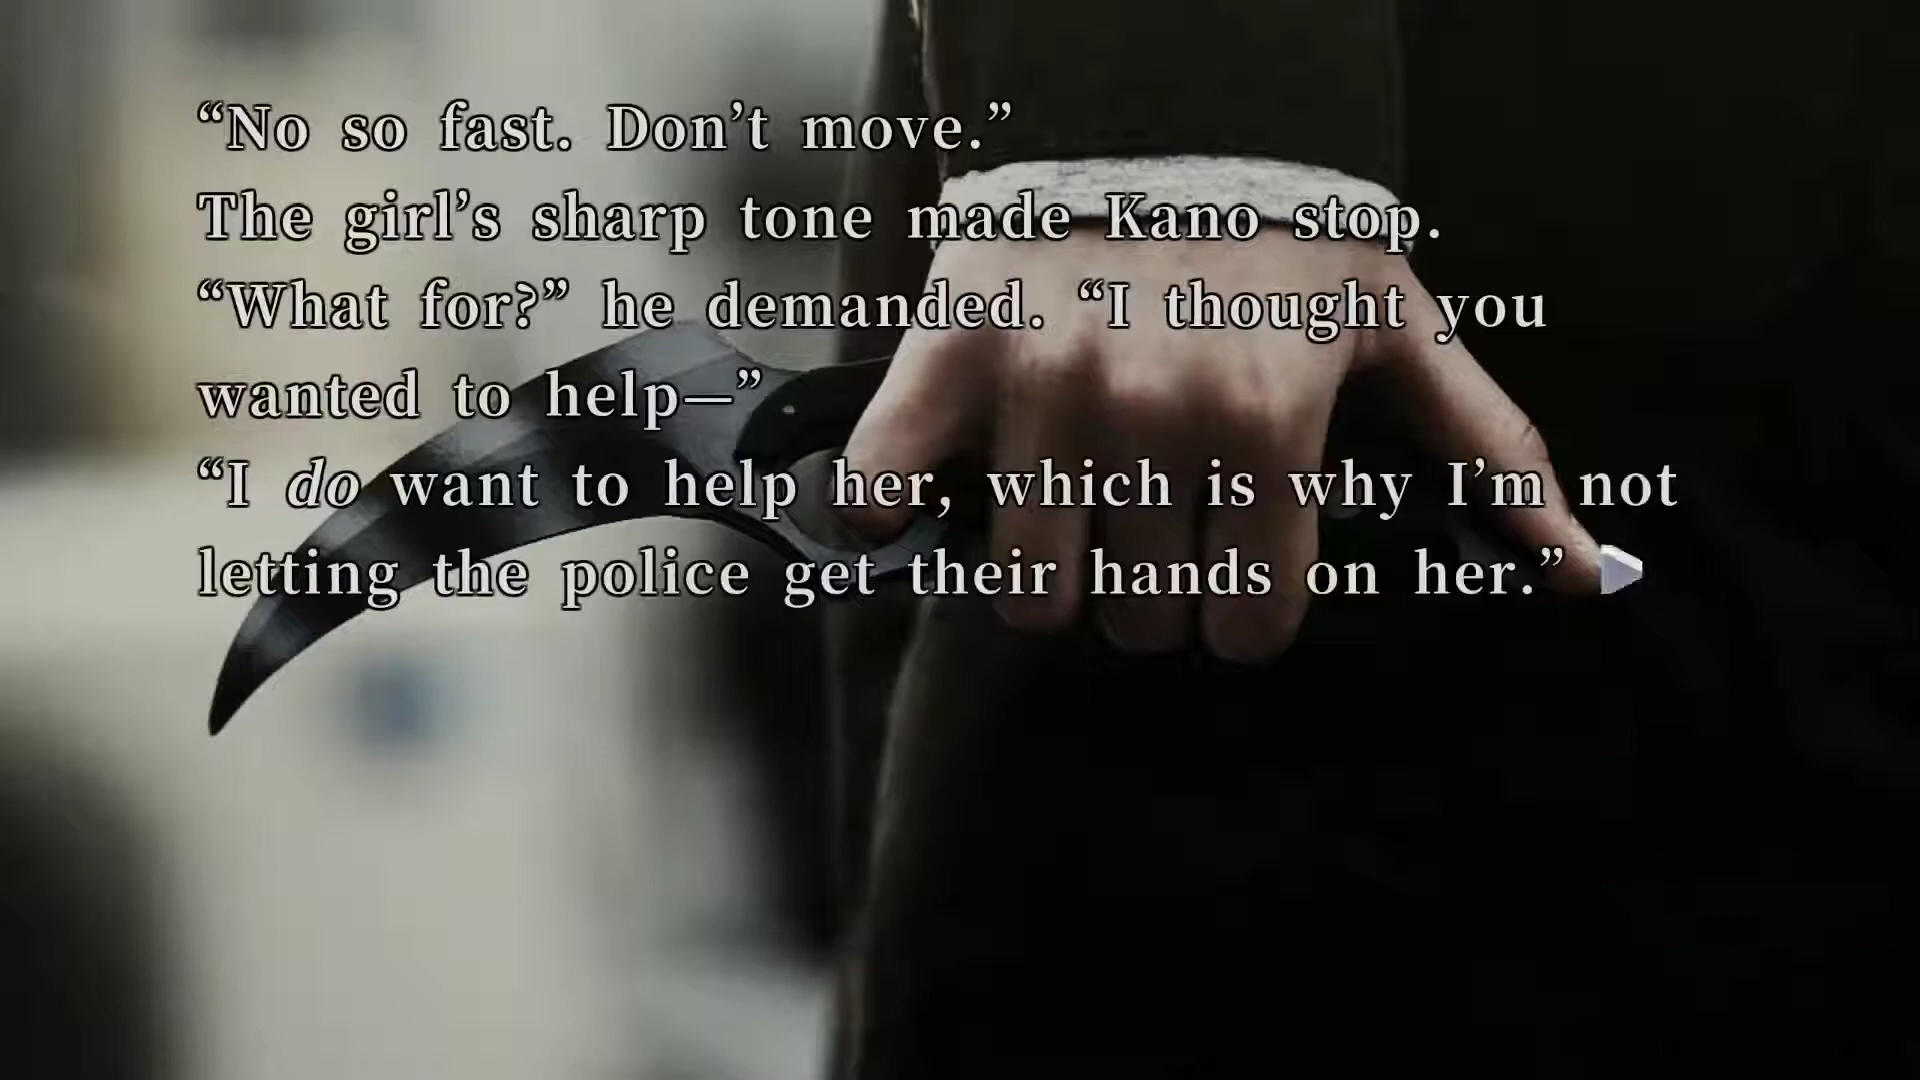 “No so fast. Don’t move.”
The girl’s sharp tone made Kano stop.
“What for?” he demanded. “I thought you
wanted to help—”
“I do want to help her, which is why I’m not
letting the police get their hands on her.”